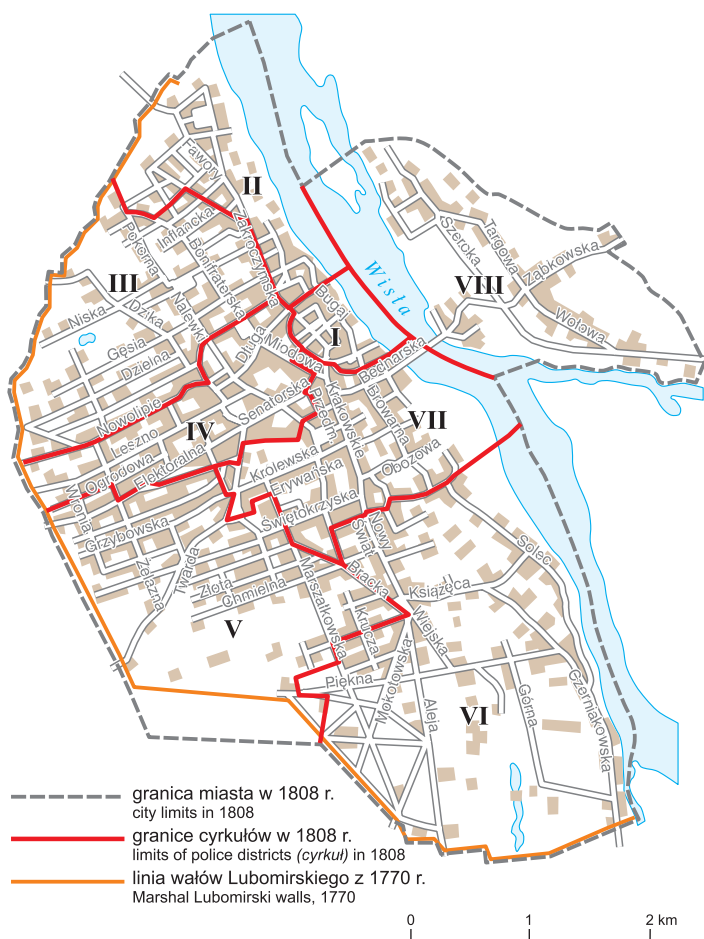 Fawory
II
Zakroczymska
Inflancka
Pokorna
Bonifraterska
III
Dzika
Nalewki
Niska
Gęsia
Dzielna
Długa
Miodowa
Bugaj
I
Wisła
Szercka
Targowa
VIII
Ząbkowska
Wołowa
Bednarska
Nowolipie
Leszno
Senatorska
IV
Ogrodowa
Elektoralna
Krakowskie
Przedm.
Browarna
VII
Oboźowa
Królewska
Erywańska
Wronia
Grzybowska
Świętokrzyska
Żelazna
Twarda
Złota
Chmielna
V
Nowy
Świat
Bracka
Marszałkowska
Krucza
Książęca
Solec
Wiejska
Piękna
Mokotowska
Aleja
VI
Górna
Czerniakowska
granica miasta w 1808 r.
city limits in 1808
granice cyrkułów w 1808 r.
limits of police districts (cyrkuł) in 1808
linia wałów Lubomirskiego z 1770 r.
Marshal Lubomirski walls, 1770
0 1 2 km